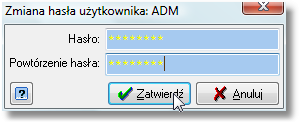 Zmiana hasła użytkownika: ADM
Hasło: ********
Powtórzenie hasła: ********
? Zatwierdź Anuluj